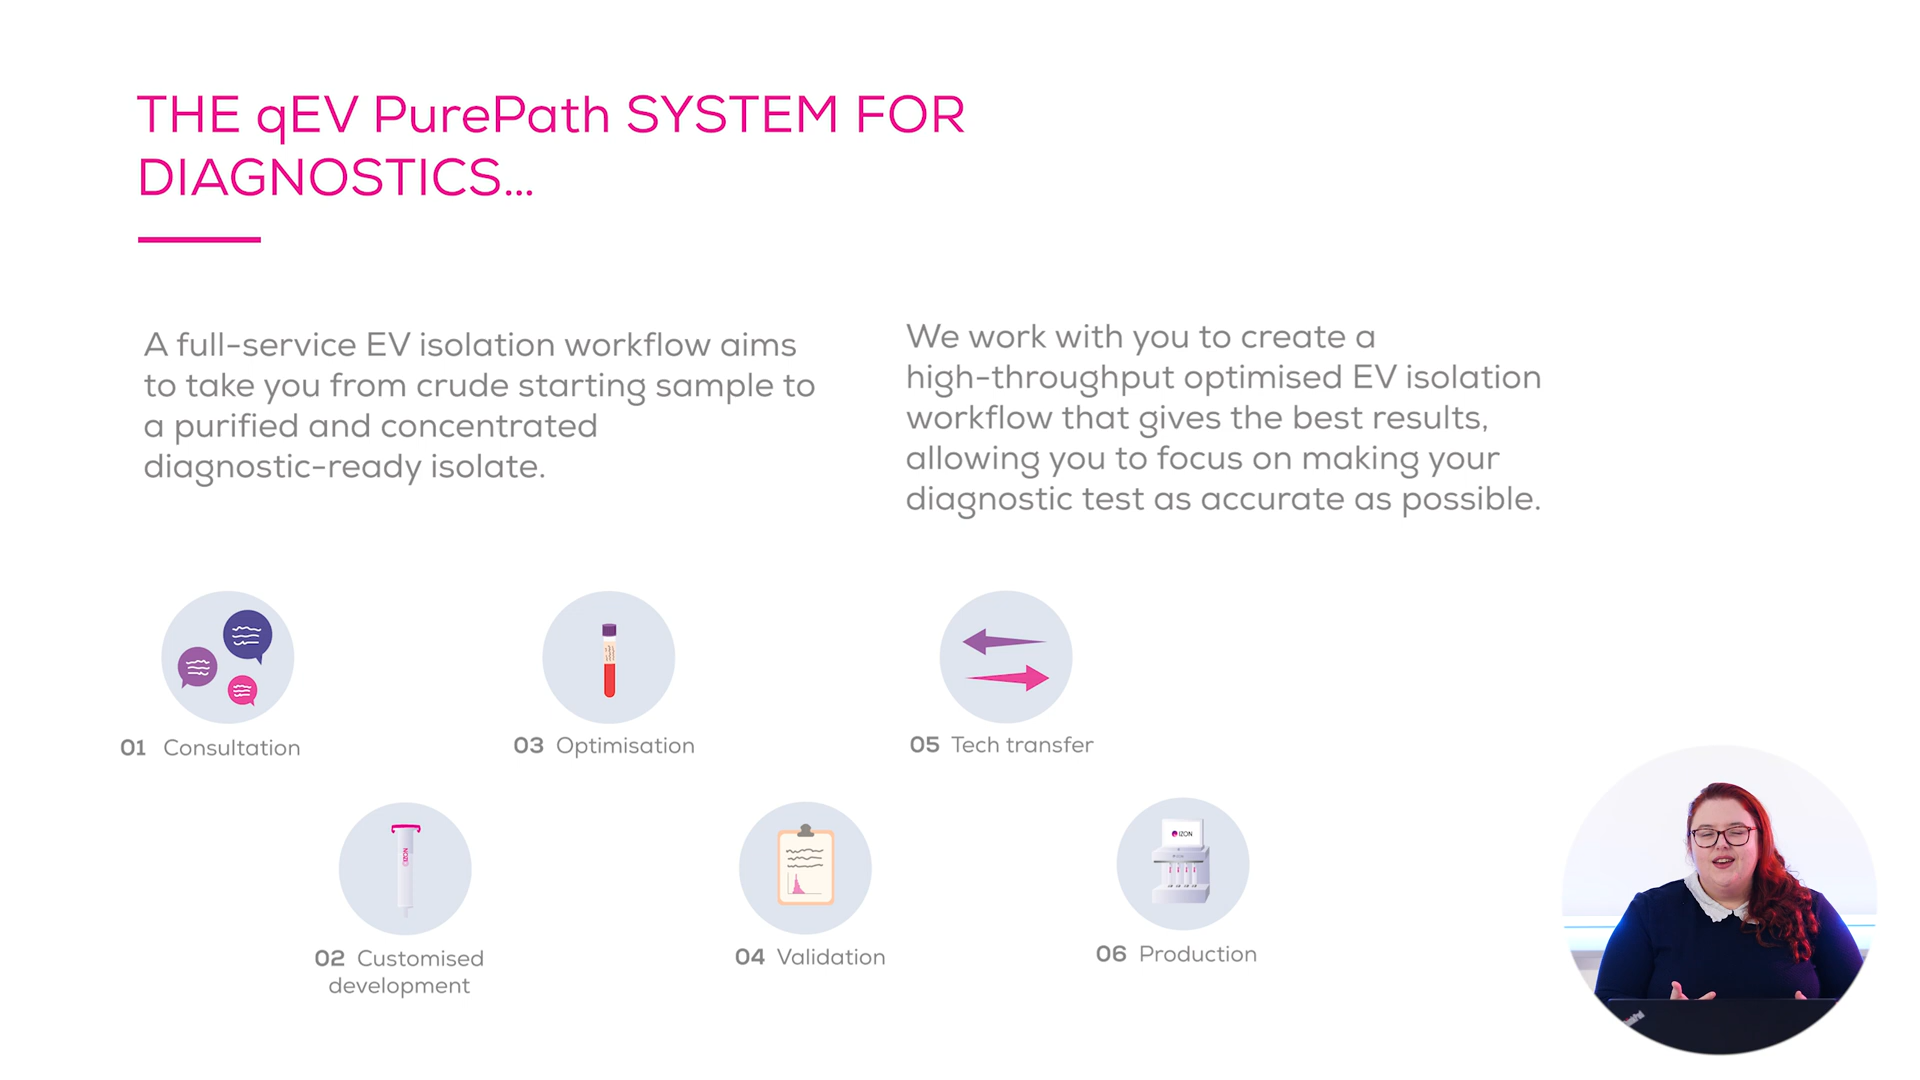 THE qEV PurePath SYSTEM FOR
DIAGNOSTICS...
A full-service EV isolation workflow aims
to take you from crude starting sample to
a purified and concentrated
diagnostic-ready isolate.
We work with you to create a
high-throughput optimised EV isolation
workflow that gives the best results,
allowing you to focus on making your
diagnostic test as accurate as possible.
01 Consultation
03 Optimisation
05 Tech transfer
IZON
IZON
IZON
02 Customised
development
04 Validation
06 Production